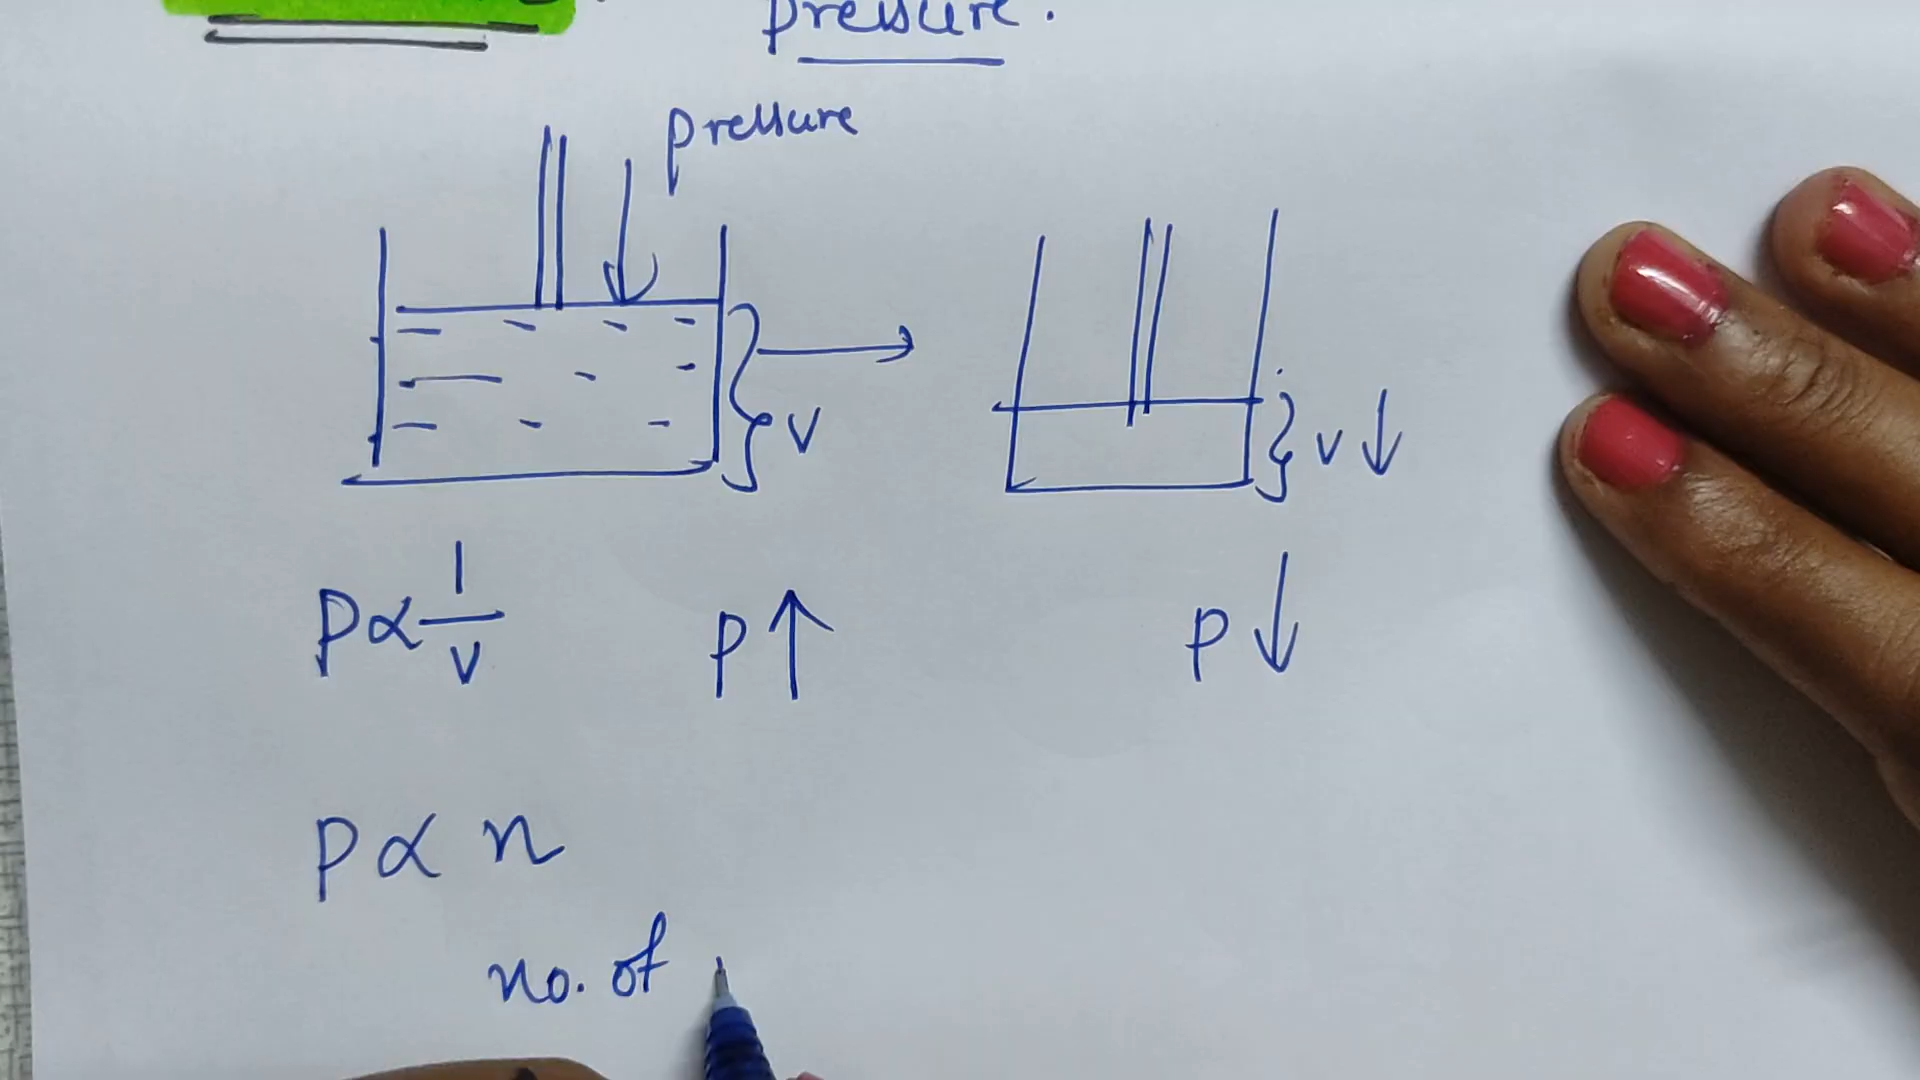 pressure.
pressure
v
v ↓
p ∝ 1/v
p ↑
p ↓
p ∝ n
no. of